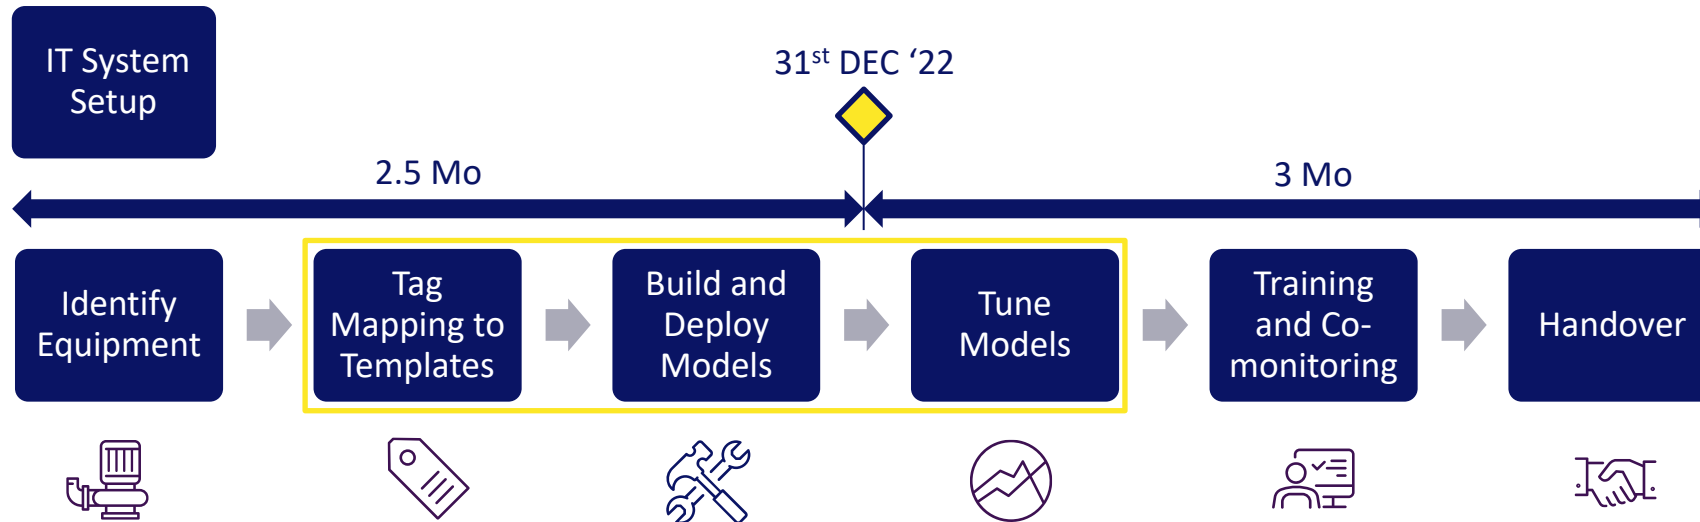 IT System
Setup
31st DEC ‘22
2.5 Mo
3 Mo
Identify
Equipment
Tag
Mapping to
Templates
Build and
Deploy
Models
Tune
Models
Training
and Co-
monitoring
Handover